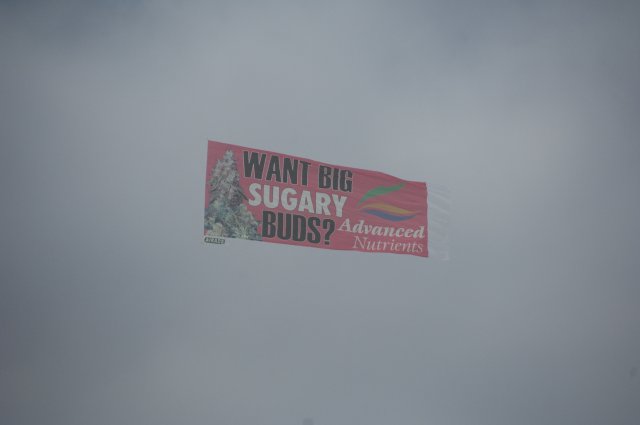 WANT BIG
SUGARY
BUDS?
Advanced
Nutrients